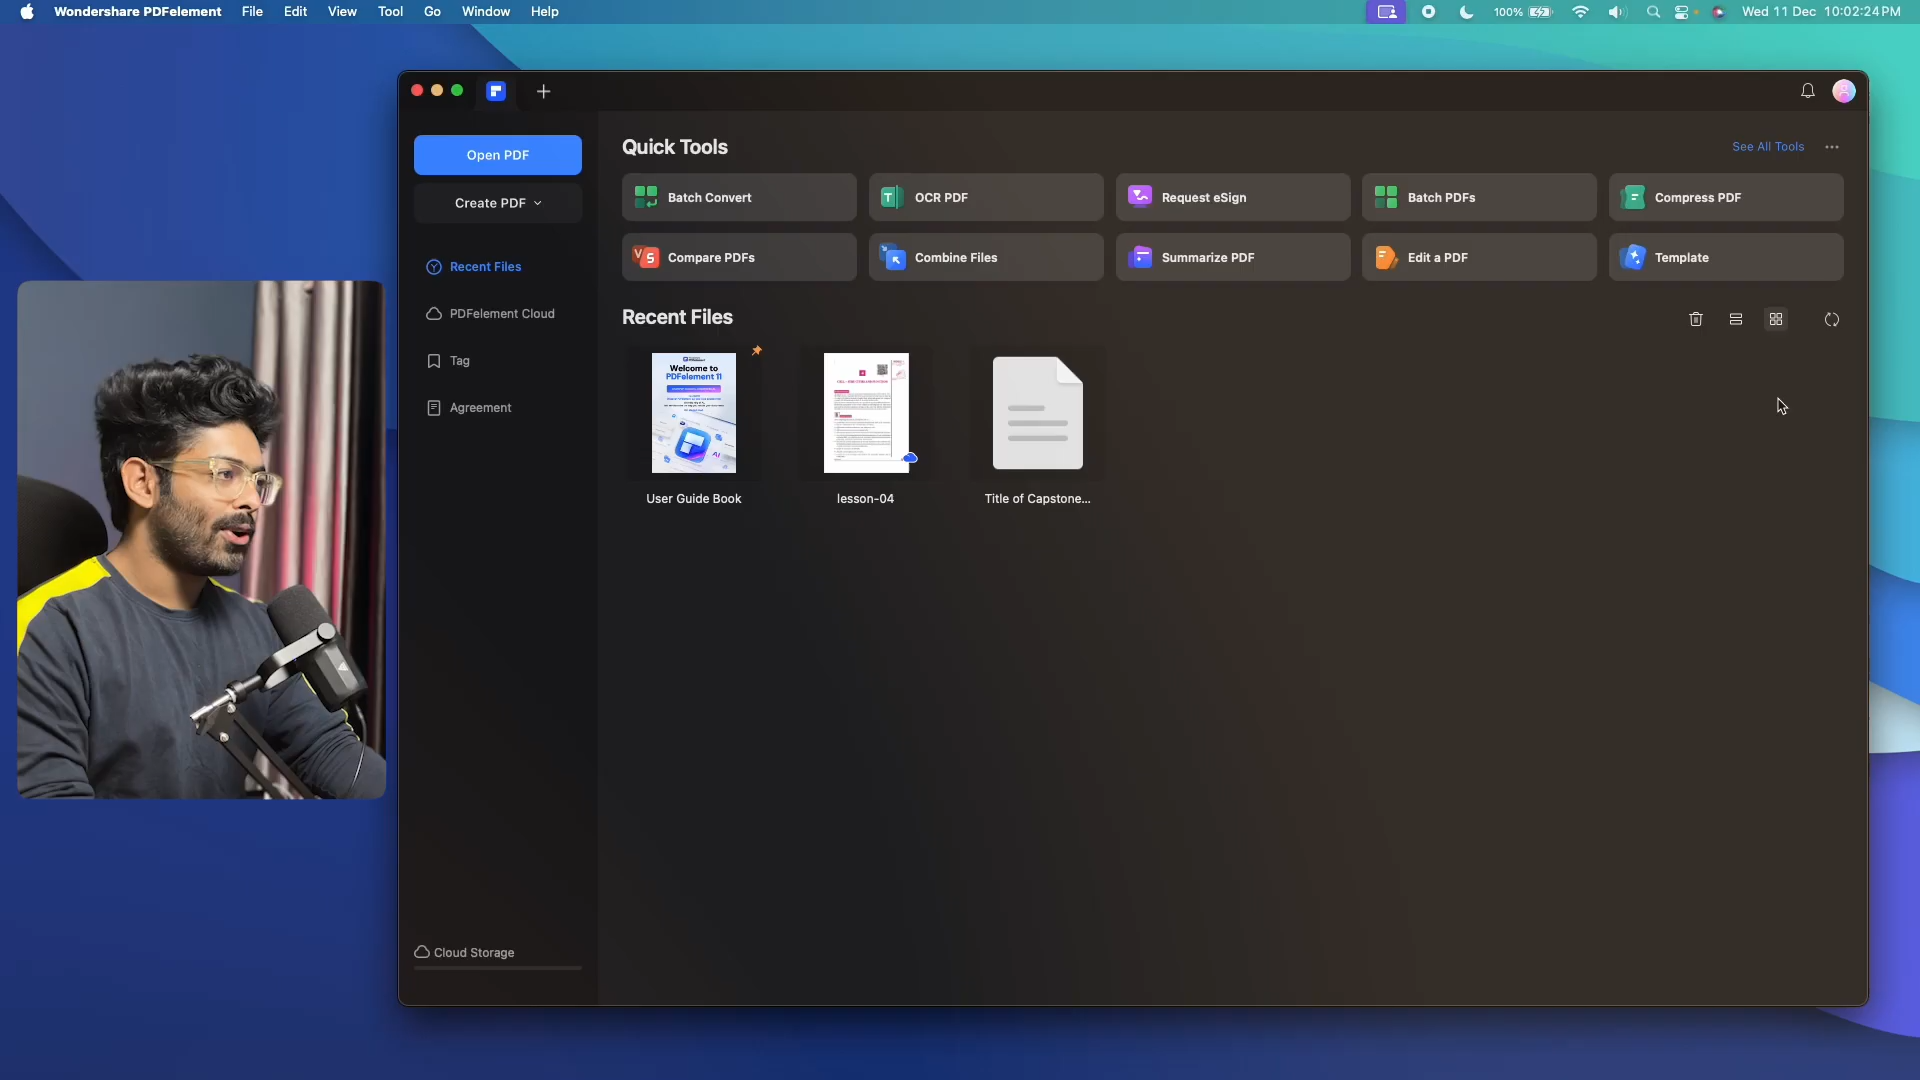 Wondershare PDFelement File Edit View Tool Go Window Help 100% Wed 11 Dec 10:02:24 PM
Open PDF
Create PDF
Recent Files
PDFelement Cloud
Tag
Agreement
Cloud Storage
Quick Tools
See All Tools
Batch Convert
OCR PDF
Request eSign
Batch PDFs
Compress PDF
Compare PDFs
Combine Files
Summarize PDF
Edit a PDF
Template
Recent Files
Welcome to
PDFelement 11
User Guide Book
lesson-04
Title of Capstone...